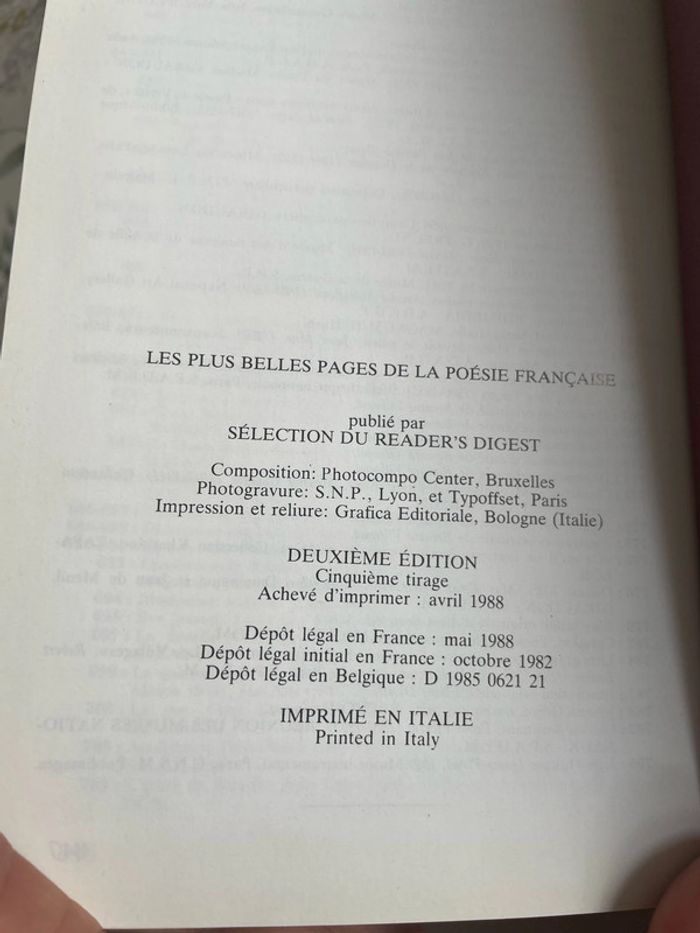 LES PLUS BELLES PAGES DE LA POÉSIE FRANÇAISE
publié par
SÉLECTION DU READER'S DIGEST
Composition: Photocompo Center, Bruxelles
Photogravure: S.N.P., Lyon, et Typoffset, Paris
Impression et reliure: Grafica Editoriale, Bologne (Italie)
DEUXIÈME ÉDITION
Cinquième tirage
Achevé d'imprimer : avril 1988
Dépôt légal en France : mai 1988
Dépôt légal initial en France : octobre 1982
Dépôt légal en Belgique : D 1985 0621 21
IMPRIMÉ EN ITALIE
Printed in Italy